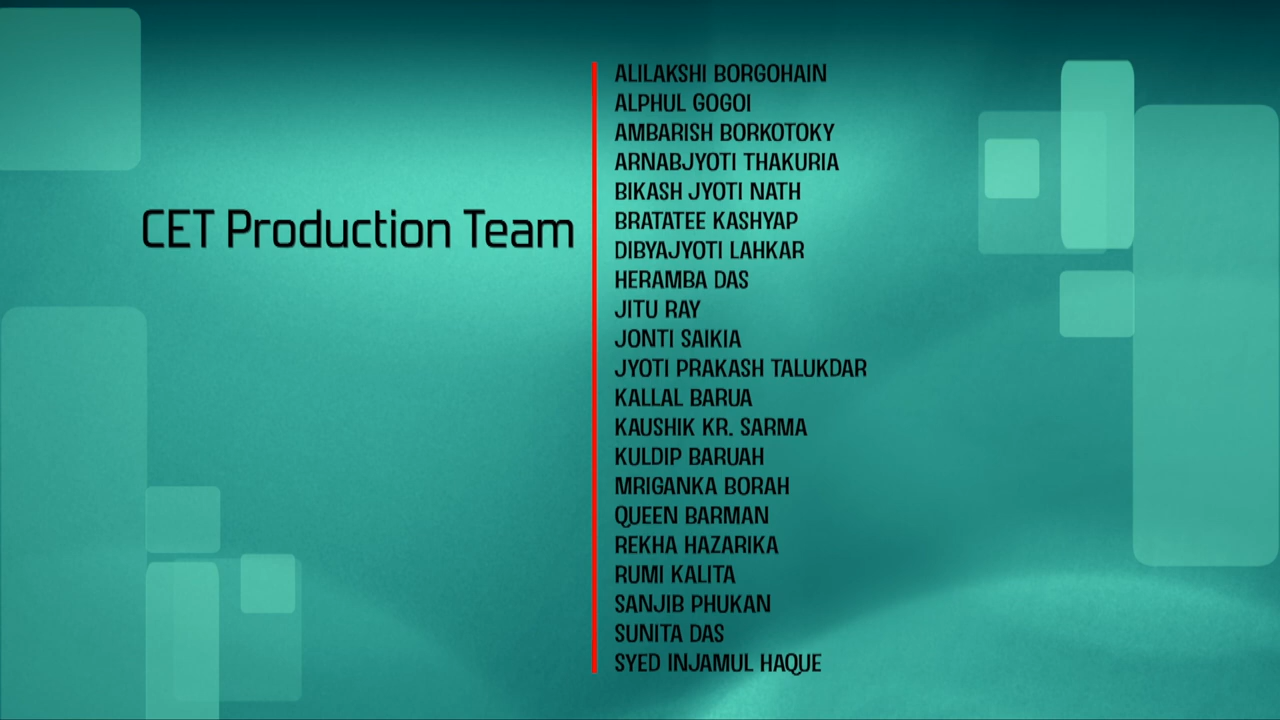 CET Production Team
ALILAKSHI BORGOHAIN
ALPHUL GOGOI
AMBARISH BORKOTOKY
ARNABJYOTI THAKURIA
BIKASH JYOTI NATH
BRATATEE KASHYAP
DIBYAJYOTI LAHKAR
HERAMBA DAS
JITU RAY
JONTI SAIKIA
JYOTI PRAKASH TALUKDAR
KALLAL BARUA
KAUSHIK KR. SARMA
KULDIP BARUAH
MRIGANKA BORAH
QUEEN BARMAN
REKHA HAZARIKA
RUMI KALITA
SANJIB PHUKAN
SUNITA DAS
SYED INJAMUL HAQUE